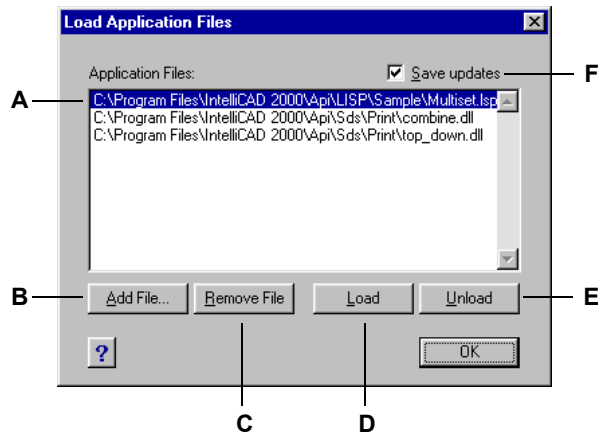 Load Application Files
Application Files:
Save updates
F
A
C:\Program Files\IntelliCAD 2000\Api\LISP\Sample\Multiset.lsp
C:\Program Files\IntelliCAD 2000\Api\Sds\Print\combine.dll
C:\Program Files\IntelliCAD 2000\Api\Sds\Print\top_down.dll
B
Add File...
Remove File
Load
Unload
E
?
OK
C
D